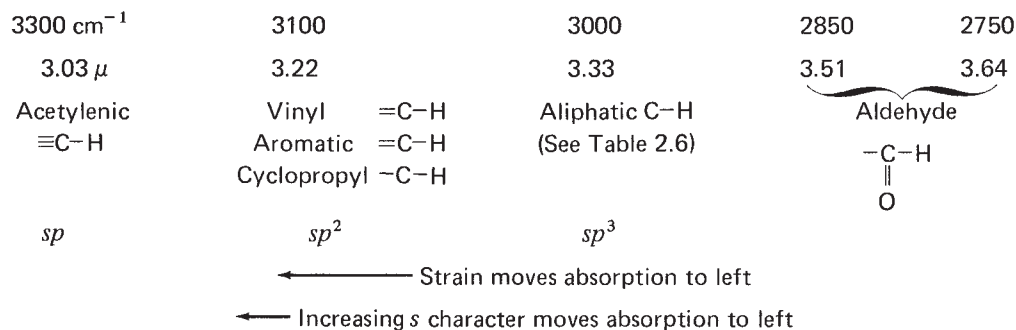 3300 cm⁻¹ 3100 3000 2850 2750
3.03 μ 3.22 3.33 3.51 3.64
Acetylenic Vinyl =C−H Aliphatic C−H Aldehyde
≡C−H Aromatic =C−H (See Table 2.6) −C−H
Cyclopropyl −C−H ||
O
sp sp² sp³
Strain moves absorption to left
Increasing s character moves absorption to left